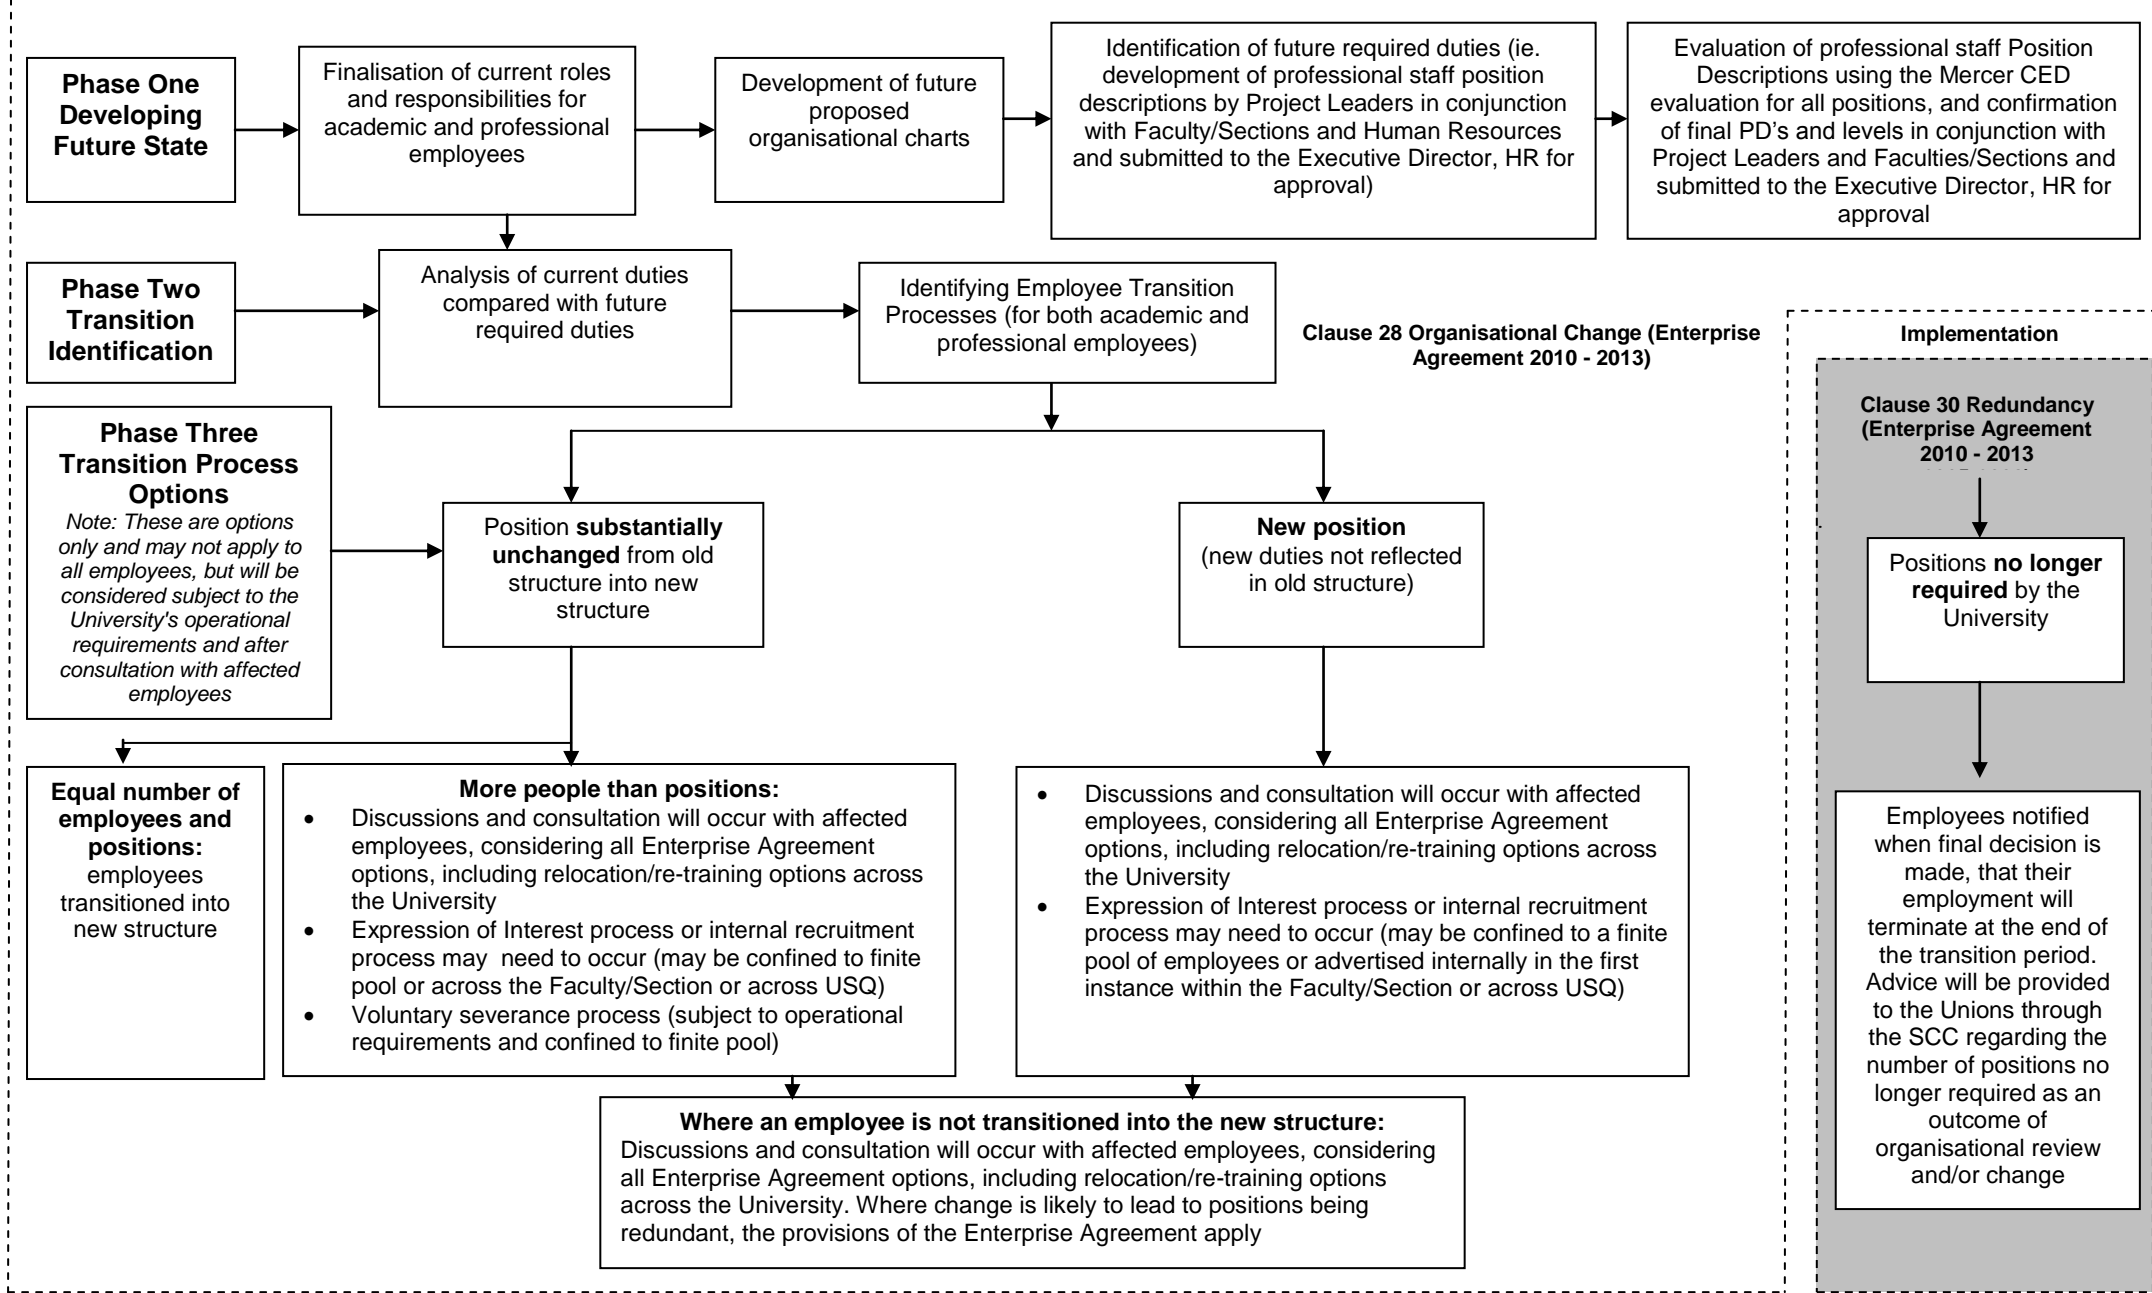 Phase One
Developing
Future State
Finalisation of current roles
and responsibilities for
academic and professional
employees
Development of future
proposed
organisational charts
Identification of future required duties (ie.
development of professional staff position
descriptions by Project Leaders in conjunction
with Faculty/Sections and Human Resources
and submitted to the Executive Director, HR for
approval)
Evaluation of professional staff Position
Descriptions using the Mercer CED
evaluation for all positions, and confirmation
of final PD's and levels in conjunction with
Project Leaders and Faculties/Sections and
submitted to the Executive Director, HR for
approval
Phase Two
Transition
Identification
Analysis of current duties
compared with future
required duties
Identifying Employee Transition
Processes (for both academic and
professional employees)
Clause 28 Organisational Change (Enterprise
Agreement 2010 - 2013)
Implementation
Clause 30 Redundancy
(Enterprise Agreement
2010 - 2013
Phase Three
Transition Process
Options
Note: These are options
only and may not apply to
all employees, but will be
considered subject to the
University's operational
requirements and after
consultation with affected
employees
Position substantially
unchanged from old
structure into new
structure
New position
(new duties not reflected
in old structure)
Positions no longer
required by the
University
Equal number of
employees and
positions:
employees
transitioned into
new structure
More people than positions:
• Discussions and consultation will occur with affected
employees, considering all Enterprise Agreement
options, including relocation/re-training options across
the University
• Expression of Interest process or internal recruitment
process may need to occur (may be confined to finite
pool or across the Faculty/Section or across USQ)
• Voluntary severance process (subject to operational
requirements and confined to finite pool)
• Discussions and consultation will occur with affected
employees, considering all Enterprise Agreement
options, including relocation/re-training options across
the University
• Expression of Interest process or internal recruitment
process may need to occur (may be confined to a finite
pool of employees or advertised internally in the first
instance within the Faculty/Section or across USQ)
Employees notified
when final decision is
made, that their
employment will
terminate at the end of
the transition period.
Advice will be provided
to the Unions through
the SCC regarding the
number of positions no
longer required as an
outcome of
organisational review
and/or change
Where an employee is not transitioned into the new structure:
Discussions and consultation will occur with affected employees, considering
all Enterprise Agreement options, including relocation/re-training options
across the University. Where change is likely to lead to positions being
redundant, the provisions of the Enterprise Agreement apply